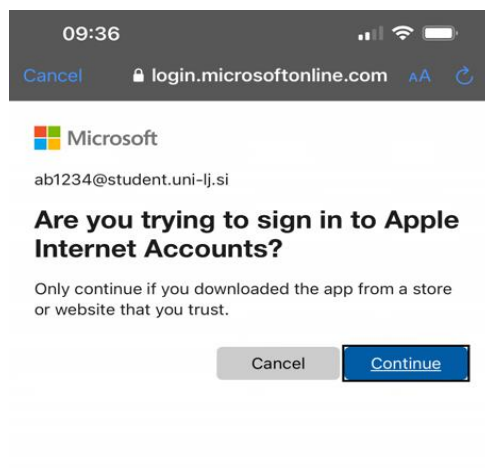 09:36
Cancel login.microsoftonline.com AA
Microsoft
ab1234@student.uni-lj.si
Are you trying to sign in to Apple
Internet Accounts?
Only continue if you downloaded the app from a store
or website that you trust.
Cancel Continue